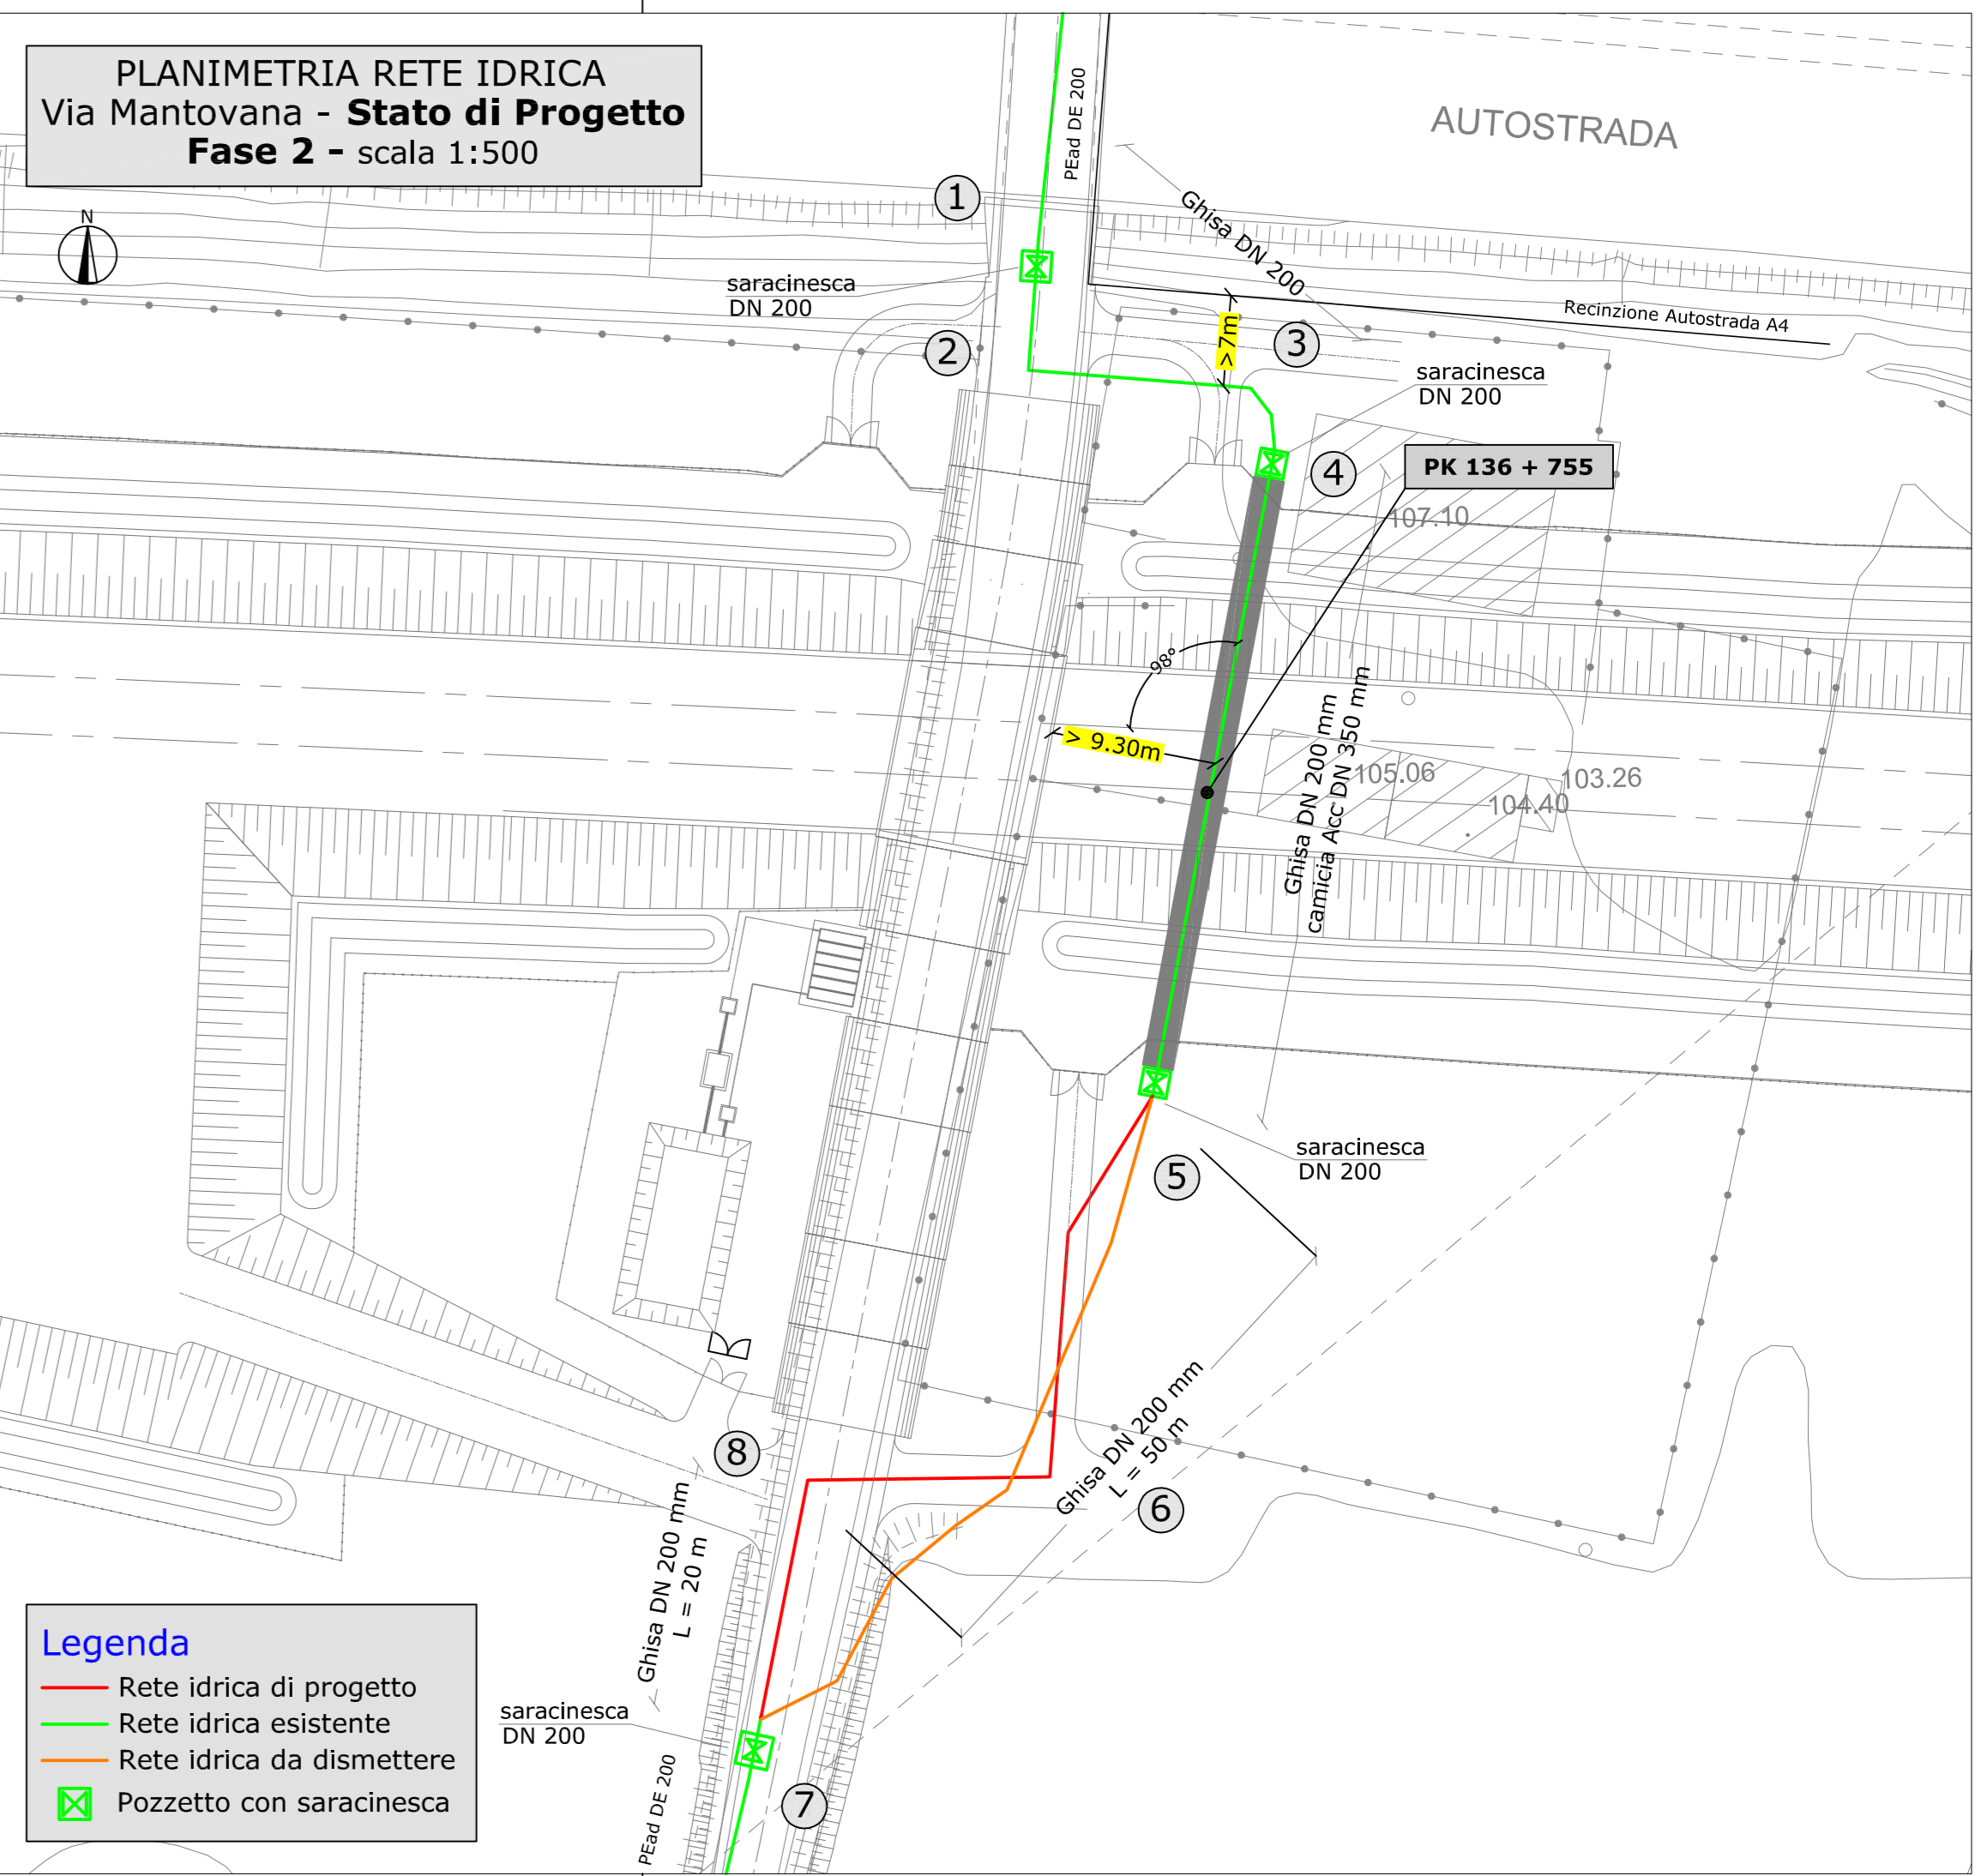 PLANIMETRIA RETE IDRICA
Via Mantovana - Stato di Progetto
Fase 2 - scala 1:500
N
PEad DE 200
AUTOSTRADA
1
Ghisa DN 200
saracinesca
DN 200
Recinzione Autostrada A4
2
>7m
3
saracinesca
DN 200
4
PK 136 + 755
107.10
98°
> 9.30m
Ghisa DN 200 mm
camicia Acc DN 350 mm
105.06
103.26
104.40
saracinesca
DN 200
5
Ghisa DN 200 mm
L = 50 m
6
8
Ghisa DN 200 mm
L = 20 m
saracinesca
DN 200
PEad DE 200
7
Legenda
Rete idrica di progetto
Rete idrica esistente
Rete idrica da dismettere
Pozzetto con saracinesca